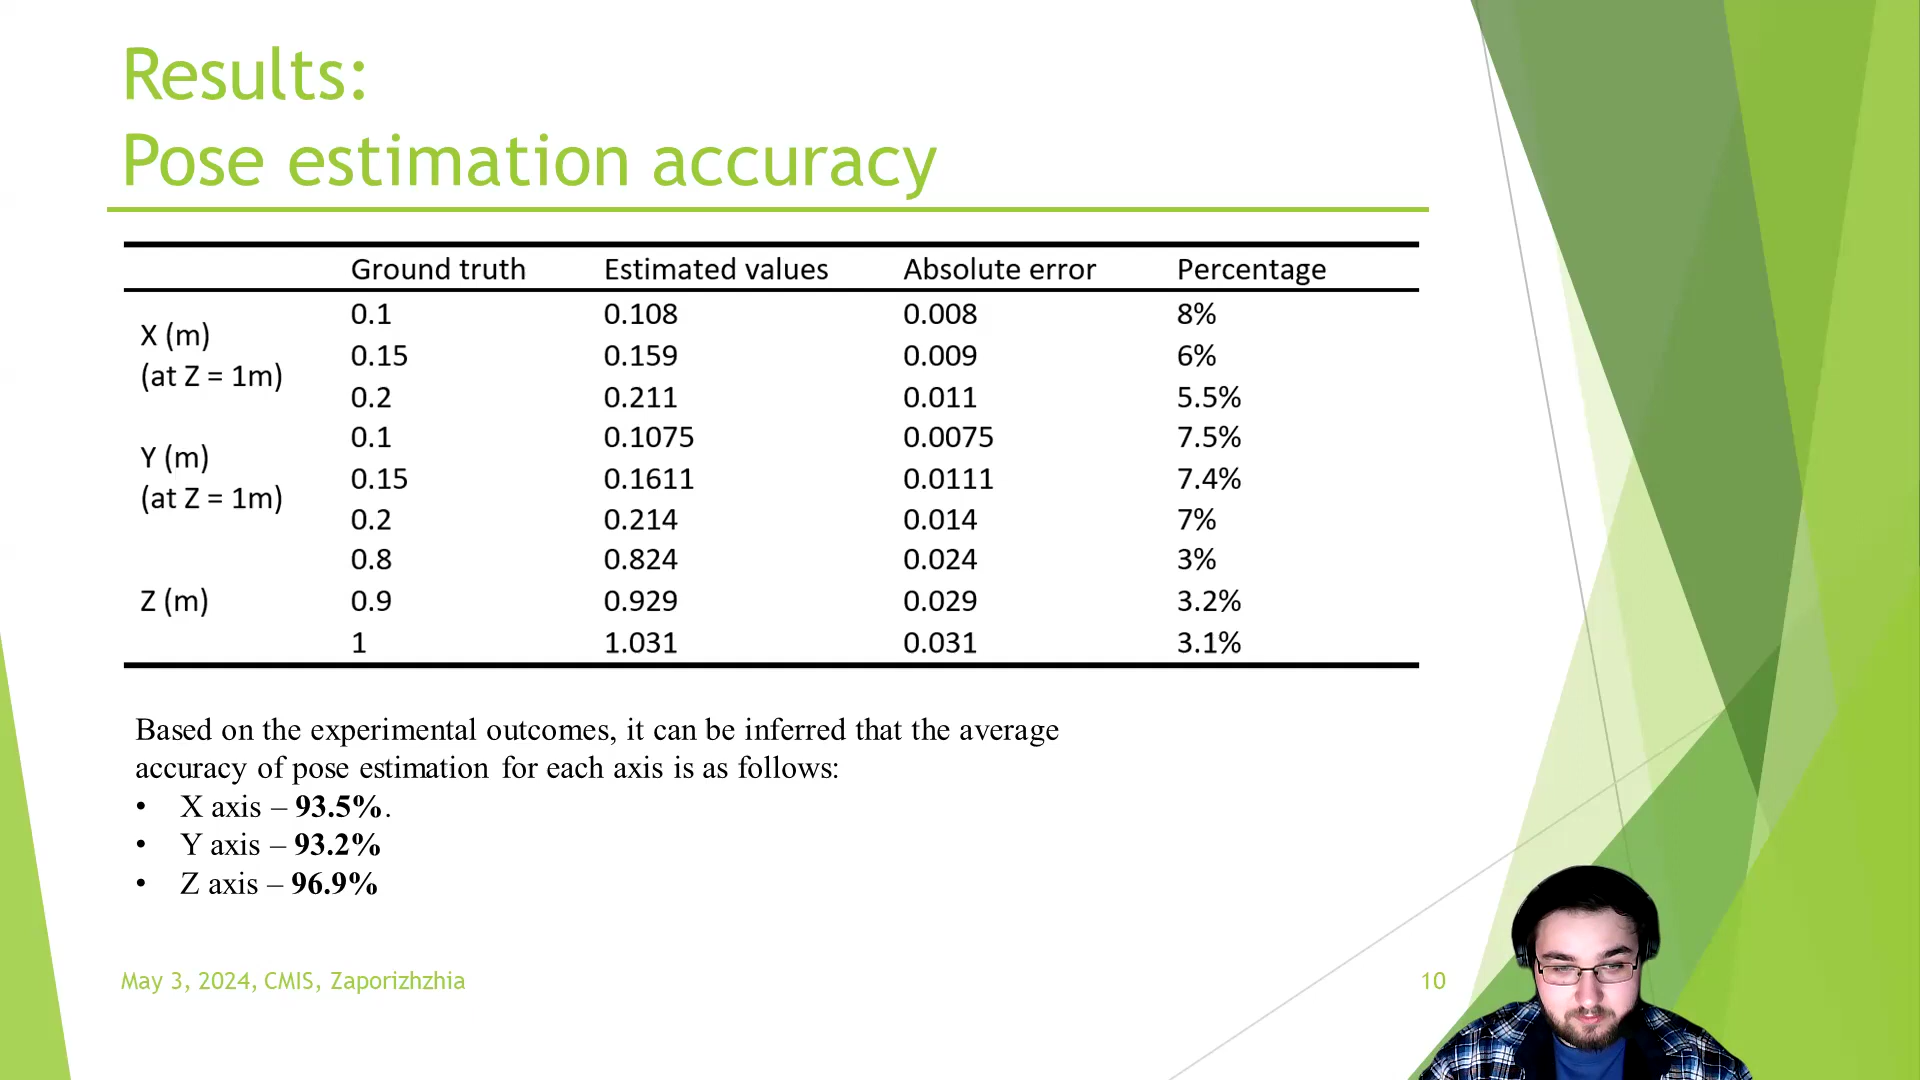 Results:
Pose estimation accuracy
Ground truth Estimated values Absolute error Percentage
X (m)
(at Z = 1m)
0.1 0.108 0.008 8%
0.15 0.159 0.009 6%
0.2 0.211 0.011 5.5%
Y (m)
(at Z = 1m)
0.1 0.1075 0.0075 7.5%
0.15 0.1611 0.0111 7.4%
0.2 0.214 0.014 7%
Z (m)
0.8 0.824 0.024 3%
0.9 0.929 0.029 3.2%
1 1.031 0.031 3.1%
Based on the experimental outcomes, it can be inferred that the average
accuracy of pose estimation for each axis is as follows:
• X axis – 93.5%.
• Y axis – 93.2%
• Z axis – 96.9%
May 3, 2024, CMIS, Zaporizhzhia
10